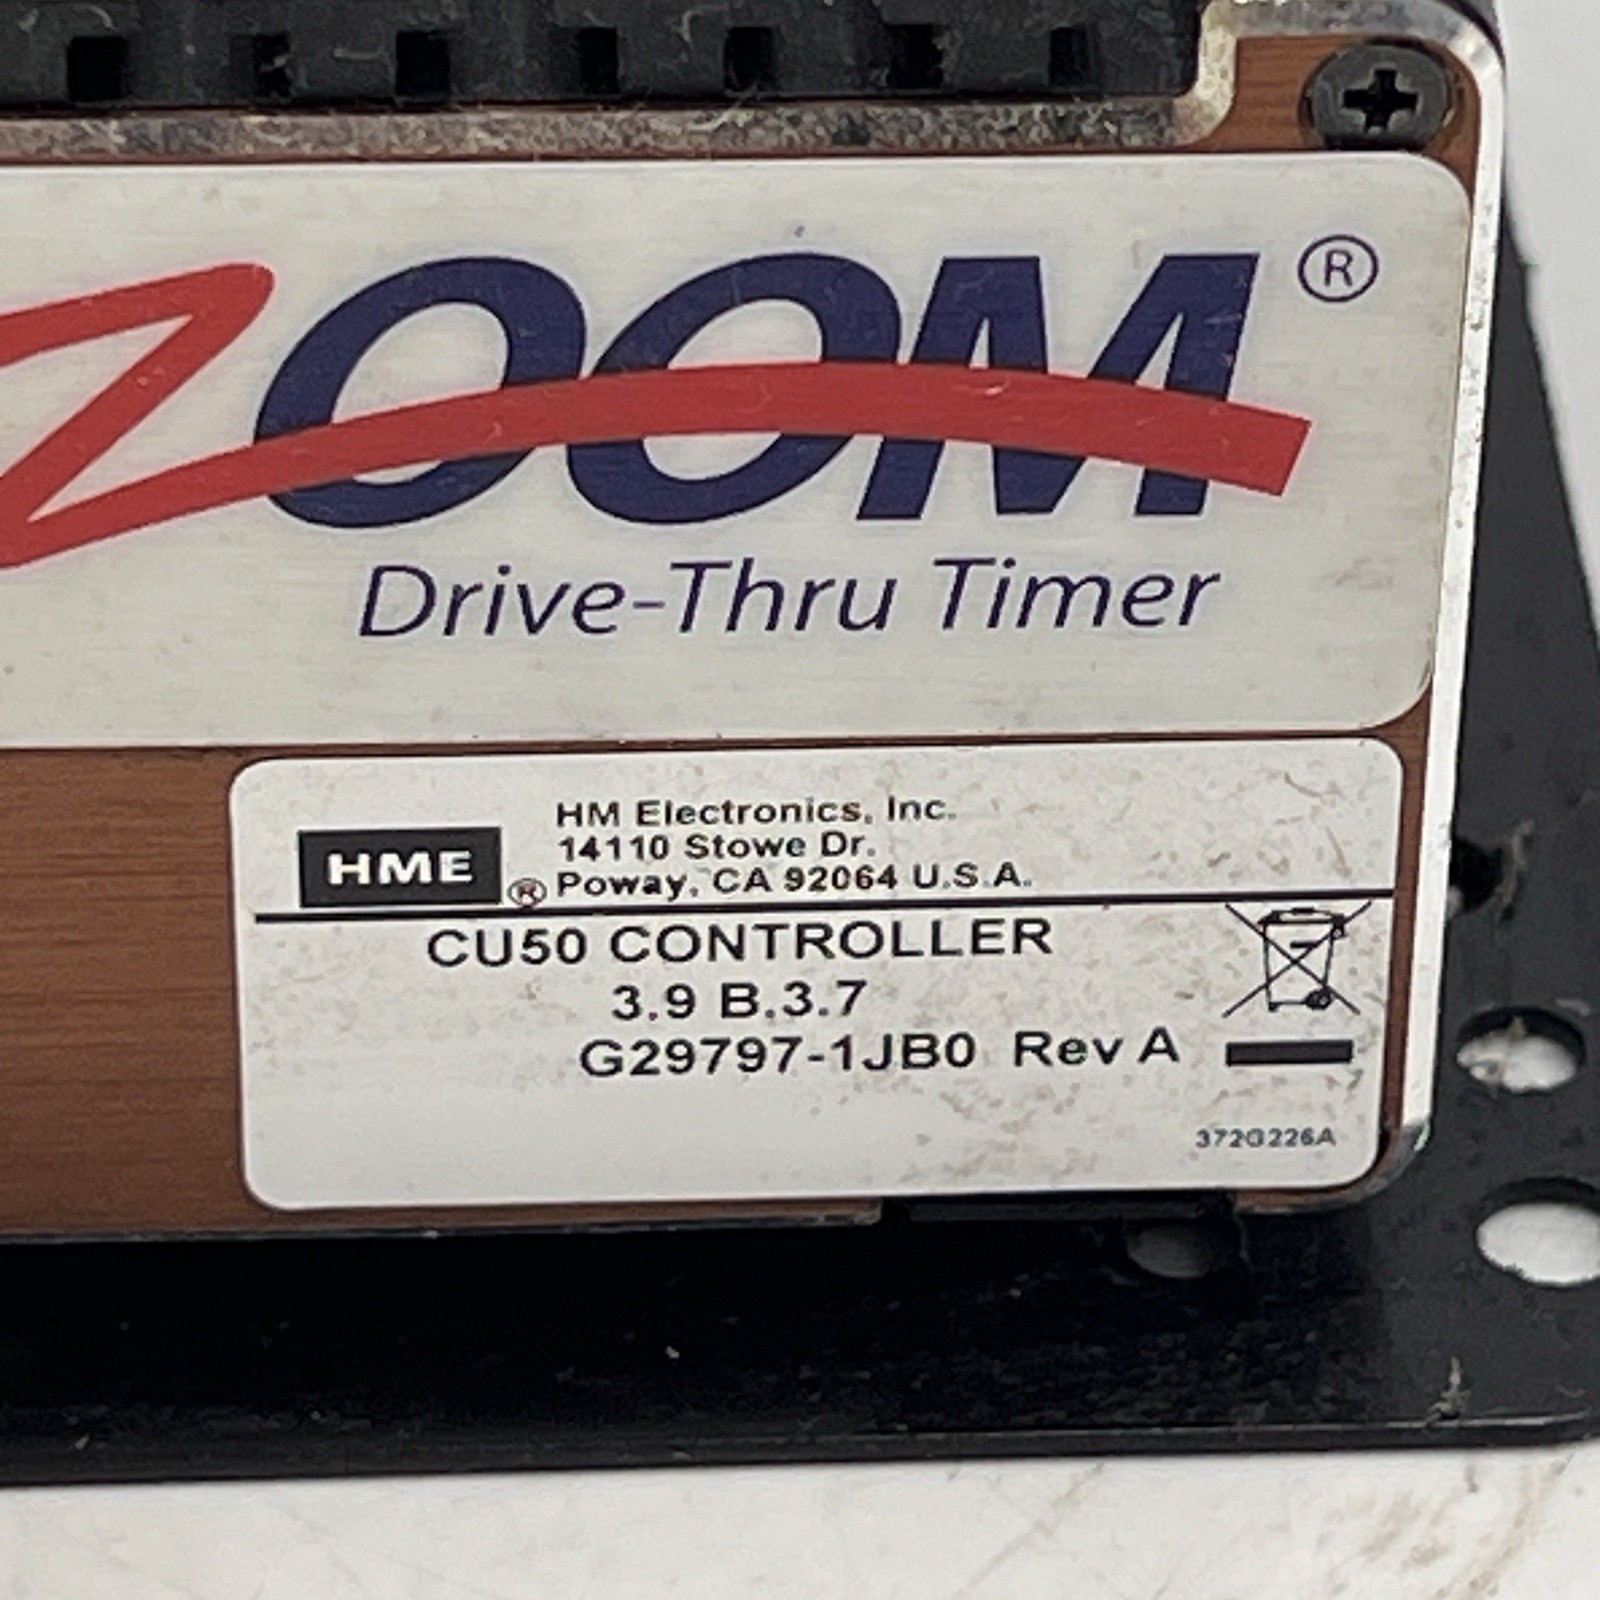 ZOOM®
Drive-Thru Timer
HME®
HM Electronics, Inc.
14110 Stowe Dr.
Poway, CA 92064 U.S.A.
CU50 CONTROLLER
3.9 B.3.7
G29797-1JB0 Rev A
372G226A